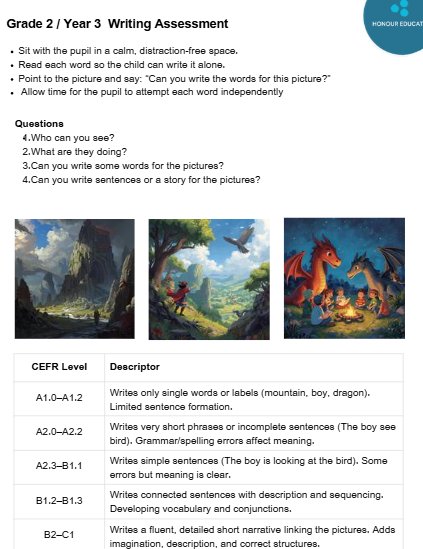 Grade 2 / Year 3 Writing Assessment
HONOUR EDUCAT
• Sit with the pupil in a calm, distraction-free space.
• Read each word so the child can write it alone.
• Point to the picture and say: “Can you write the words for this picture?”
• Allow time for the pupil to attempt each word independently
Questions
1.Who can you see?
2.What are they doing?
3.Can you write some words for the pictures?
4.Can you write sentences or a story for the pictures?
CEFR Level Descriptor
A1.0–A1.2 Writes only single words or labels (mountain, boy, dragon).
Limited sentence formation.
A2.0–A2.2 Writes very short phrases or incomplete sentences (The boy see
bird). Grammar/spelling errors affect meaning.
A2.3–B1.1 Writes simple sentences (The boy is looking at the bird). Some
errors but meaning is clear.
B1.2–B1.3 Writes connected sentences with description and sequencing.
Developing vocabulary and conjunctions.
B2–C1 Writes a fluent, detailed short narrative linking the pictures. Adds
imagination, description, and correct structures.